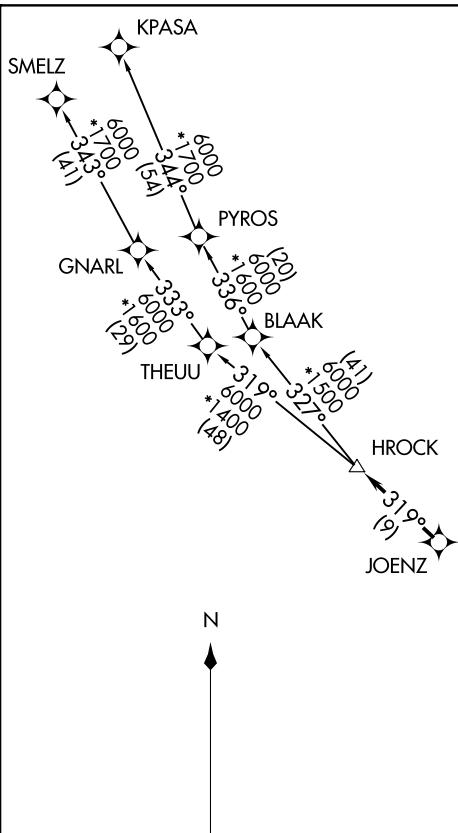 KPASA
SMELZ
6000
*1700
343°
(41)
6000
*1700
344°
(54)
PYROS
GNARL
(20)
6000
*1600
336°
333°
6000
*1600
(29)
BLAAK
THEUU
(41)
6000
*1500
327°
319°
6000
*1400
(48)
HROCK
319°
(9)
JOENZ
N